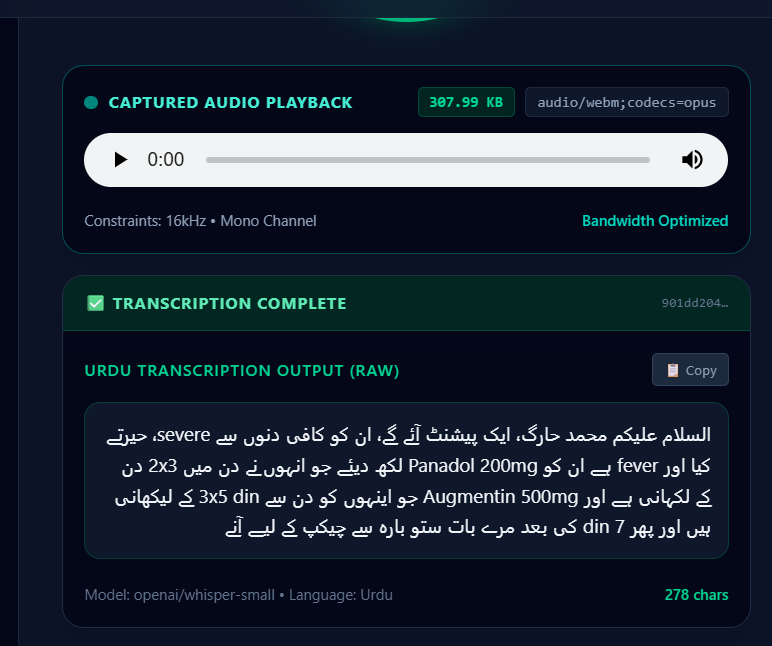 CAPTURED AUDIO PLAYBACK
307.99 KB
audio/webm;codecs=opus
0:00
Constraints: 16kHz • Mono Channel
Bandwidth Optimized
✅ TRANSCRIPTION COMPLETE
901dd204…
URDU TRANSCRIPTION OUTPUT (RAW)
📋 Copy
السلام علیکم محمد حارگ، ایک پیشنٹ آئے گے، ان کو کافی دنوں سے severe، حیرتے
کیا اور fever ہے ان کو Panadol 200mg لکھ دیئے جو انہوں نے دن میں 2x3 دن
کے لکہانی ہے اور Augmentin 500mg جو اینہوں کو دن سے 3x5 din کے لیکھانی
ہیں اور پھر 7 din کی بعد مرے بات ستو بارہ سے چیکپ کے لیے آنے
Model: openai/whisper-small • Language: Urdu
278 chars